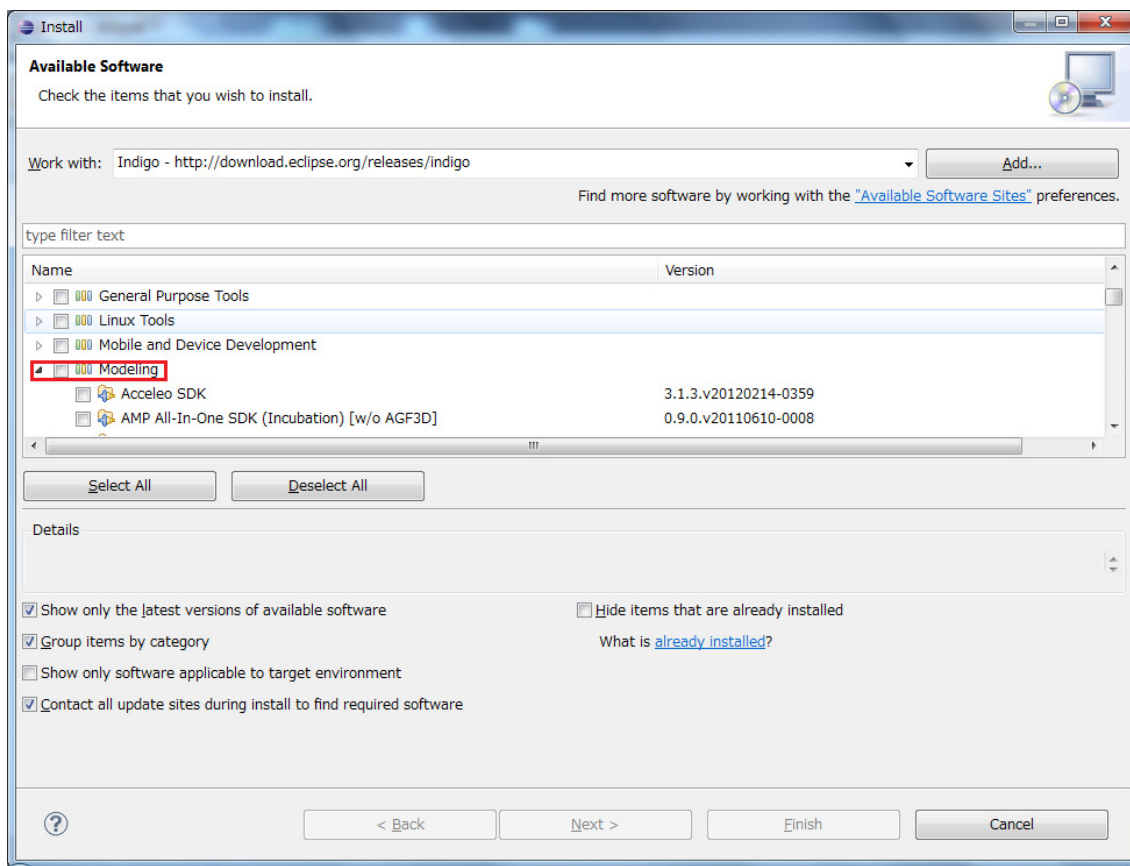 Install
Available Software
Check the items that you wish to install.
Work with: Indigo - http://download.eclipse.org/releases/indigo Add...
Find more software by working with the "Available Software Sites" preferences.
type filter text
Name Version
General Purpose Tools
Linux Tools
Mobile and Device Development
Modeling
Acceleo SDK 3.1.3.v20120214-0359
AMP All-In-One SDK (Incubation) [w/o AGF3D] 0.9.0.v20110610-0008
Select All Deselect All
Details
Show only the latest versions of available software Hide items that are already installed
Group items by category What is already installed?
Show only software applicable to target environment
Contact all update sites during install to find required software
? < Back Next > Finish Cancel